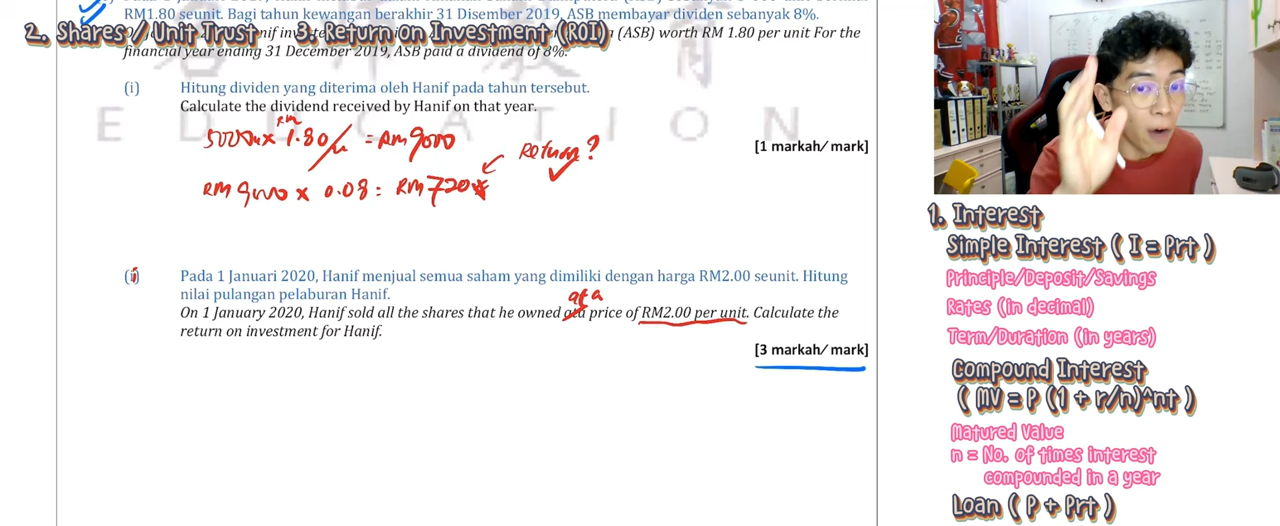 RM1.80 seunit. Bagi tahun kewangan berakhir 31 Disember 2019, ASB membayar dividen sebanyak 8%.
2. Shares / Unit Trust 3. Return On Investment (ROI)
(ASB) worth RM 1.80 per unit For the
financial year ending 31 December 2019, ASB paid a dividend of 8%.
EDUCATION
(i) Hitung dividen yang diterima oleh Hanif pada tahun tersebut.
Calculate the dividend received by Hanif on that year.
5000u x RM 1.80/u = RM9000
[1 markah/ mark]
Return?
RM9000 x 0.08 = RM720
(ii) Pada 1 Januari 2020, Hanif menjual semua saham yang dimiliki dengan harga RM2.00 seunit. Hitung
nilai pulangan pelaburan Hanif.
at a
On 1 January 2020, Hanif sold all the shares that he owned ata price of RM2.00 per unit. Calculate the
return on investment for Hanif.
[3 markah/ mark]
1. Interest
Simple Interest ( I = Prt )
Principle/Deposit/Savings
Rates (in decimal)
Term/Duration (in years)
Compound Interest
( MV = P (1 + r/n)^nt )
Matured Value
n = No. of times interest
compounded in a year
Loan ( P + Prt )